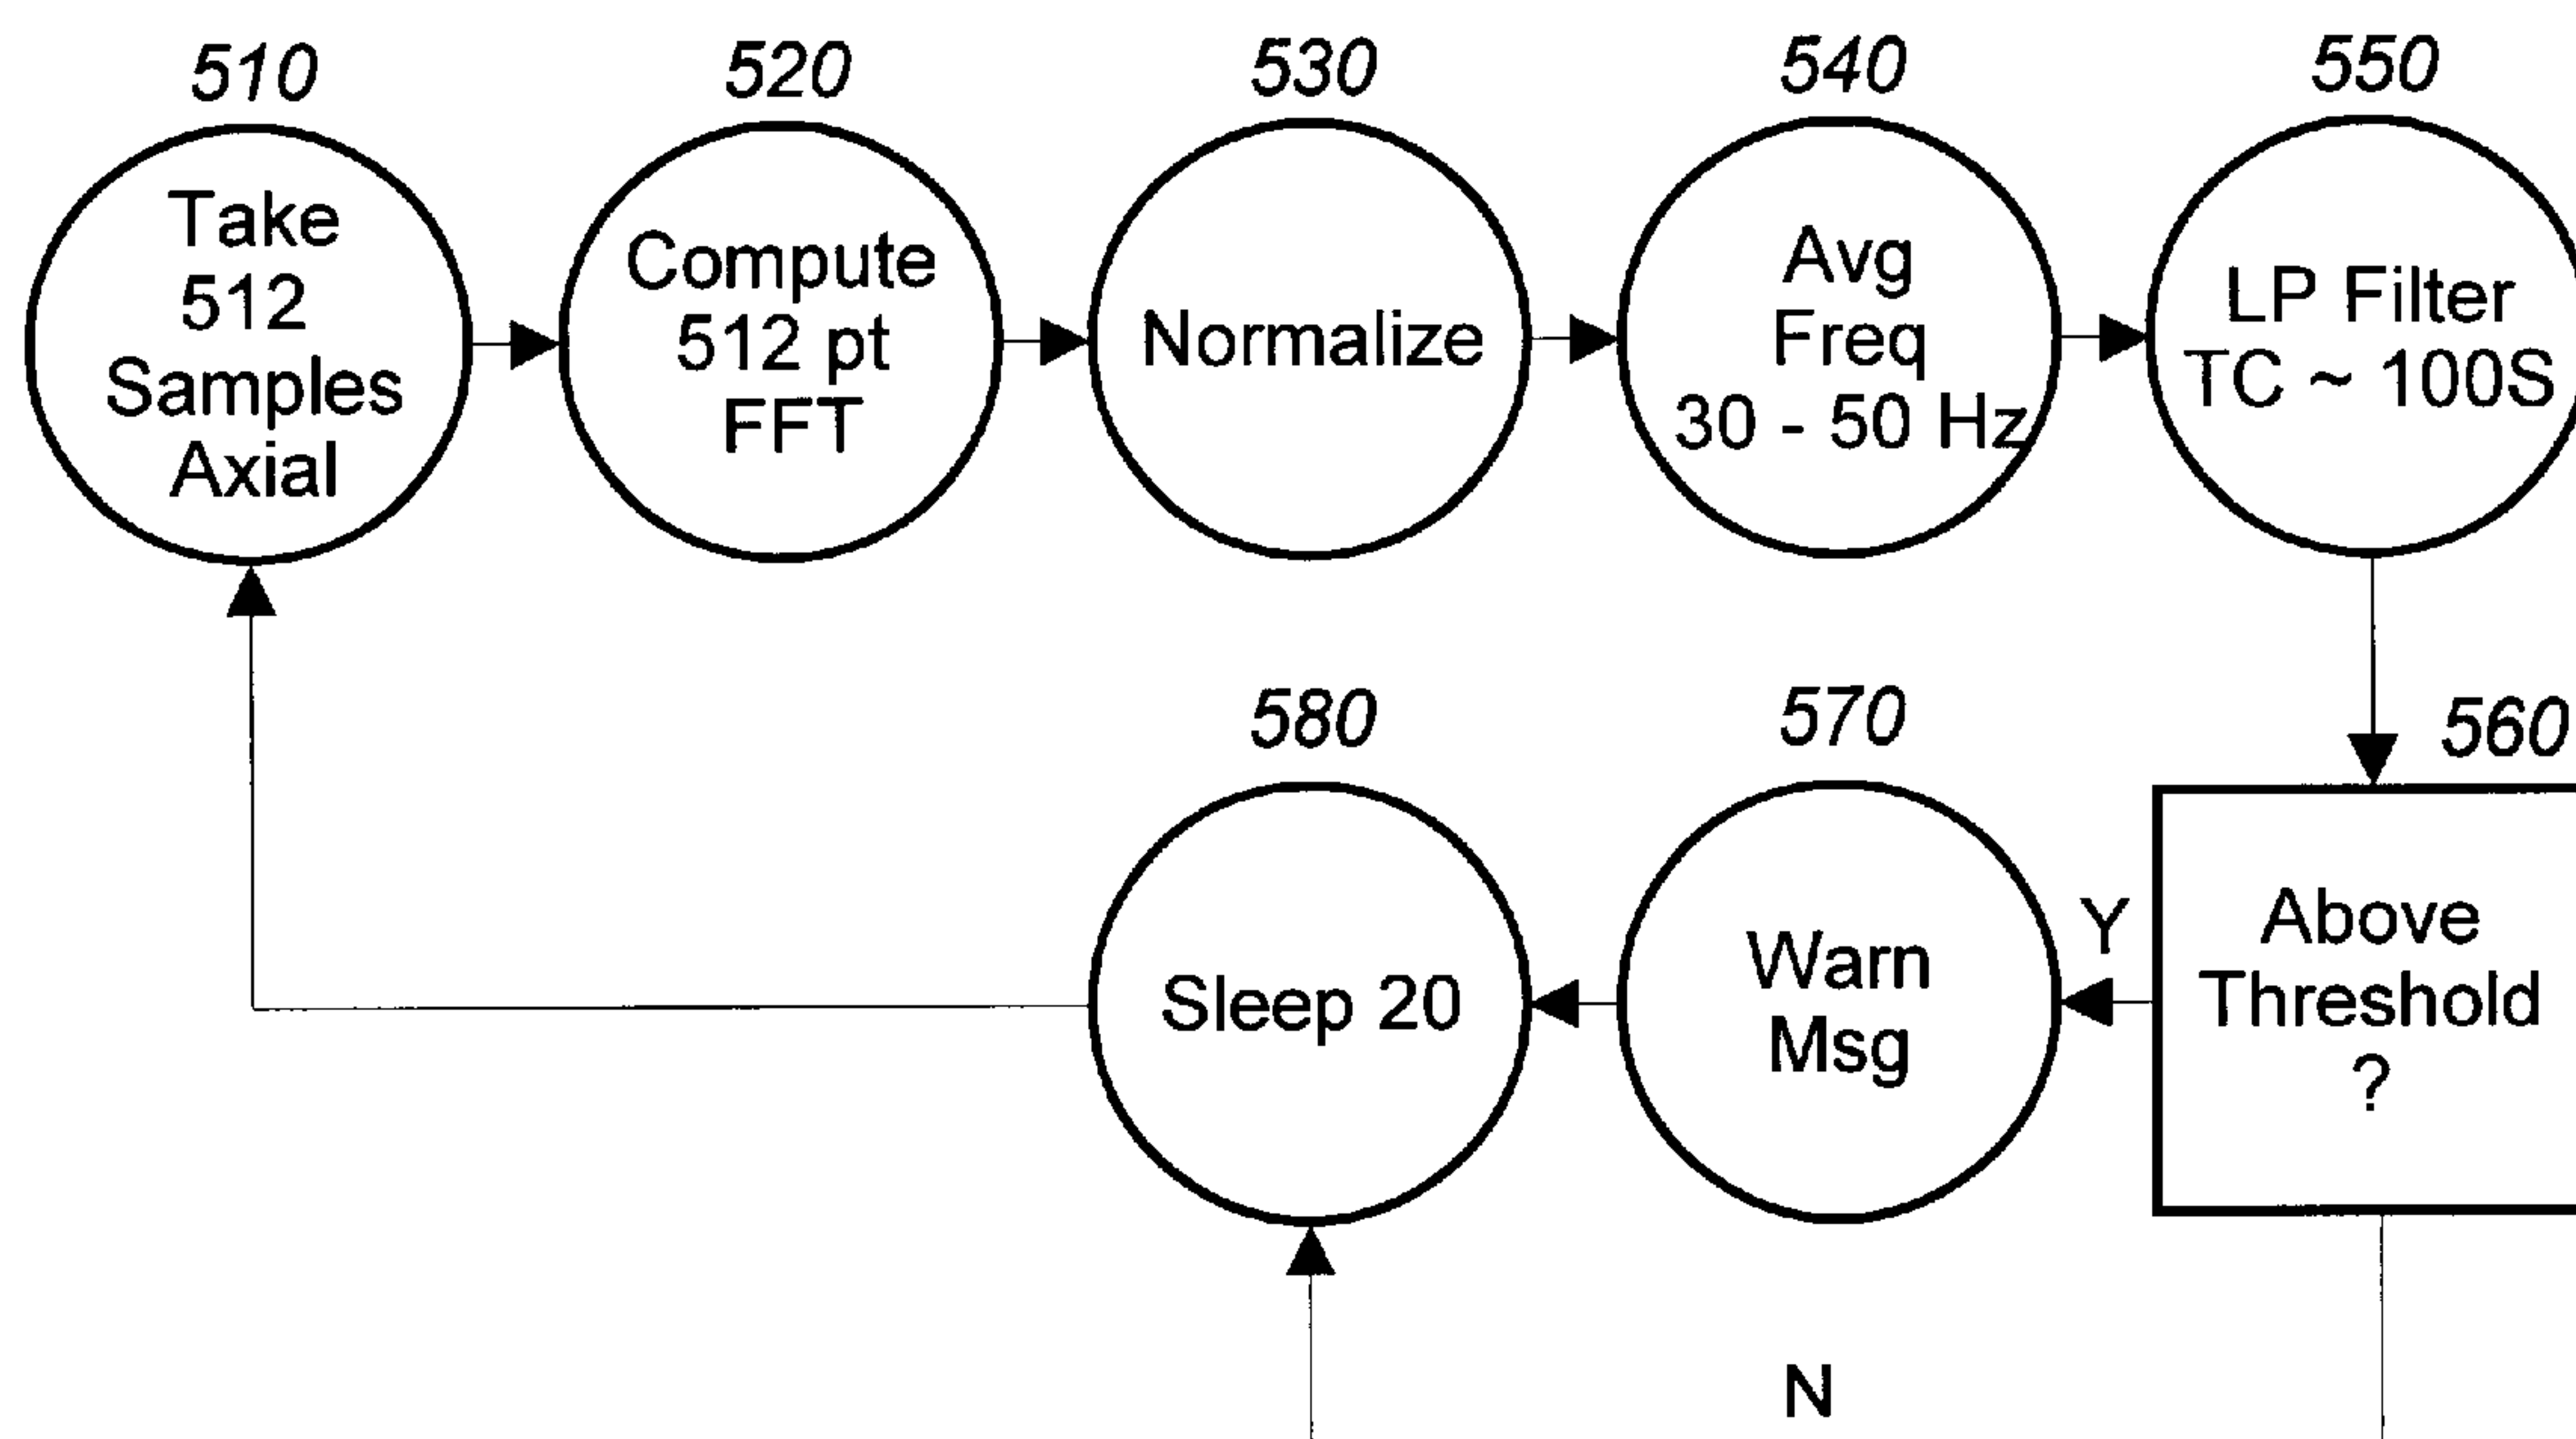 510
Take
512
Samples
Axial
520
Compute
512 pt
FFT
530
Normalize
540
Avg
Freq
30 - 50 Hz
550
LP Filter
TC ~ 100S
560
Above
Threshold
?
Y
570
Warn
Msg
580
Sleep 20
N